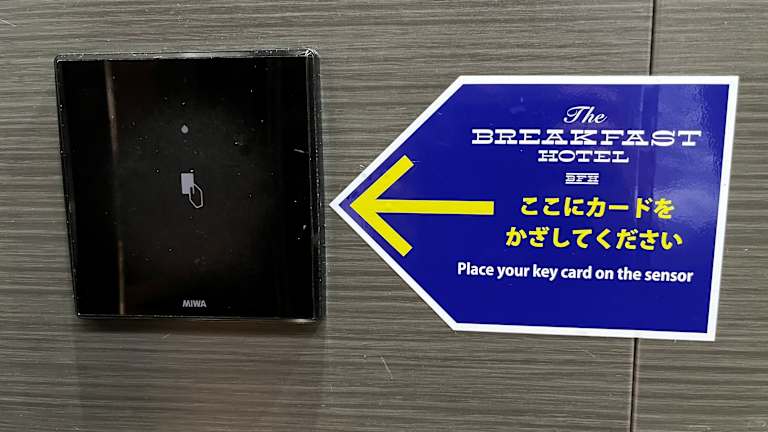 MIWA
The
BREAKFAST
HOTEL
BFH
ここにカードを
かざしてください
Place your key card on the sensor